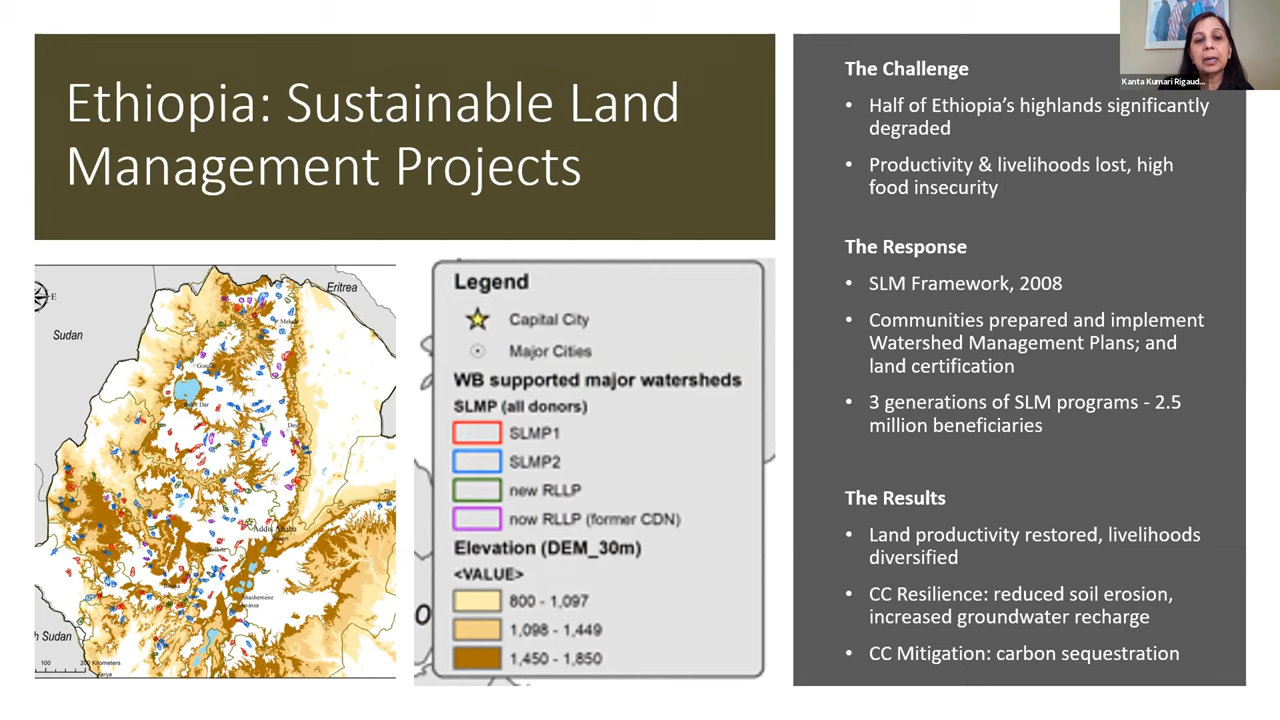 Ethiopia: Sustainable Land
Management Projects
Kanta Kumari Rigaud...
The Challenge
• Half of Ethiopia's highlands significantly
degraded
• Productivity & livelihoods lost, high
food insecurity
The Response
• SLM Framework, 2008
• Communities prepared and implement
Watershed Management Plans; and
land certification
• 3 generations of SLM programs - 2.5
million beneficiaries
The Results
• Land productivity restored, livelihoods
diversified
• CC Resilience: reduced soil erosion,
increased groundwater recharge
• CC Mitigation: carbon sequestration
E
Eritrea
Sudan
Addis Ababa
Shashemene
h Sudan
100
200 Kilometers
Legend
Capital City
Major Cities
WB supported major watersheds
SLMP (all donors)
SLMP1
SLMP2
new RLLP
now RLLP (former CDN)
Elevation (DEM_30m)
<VALUE>
800 - 1,097
1,098 - 1,449
1,450 - 1,850